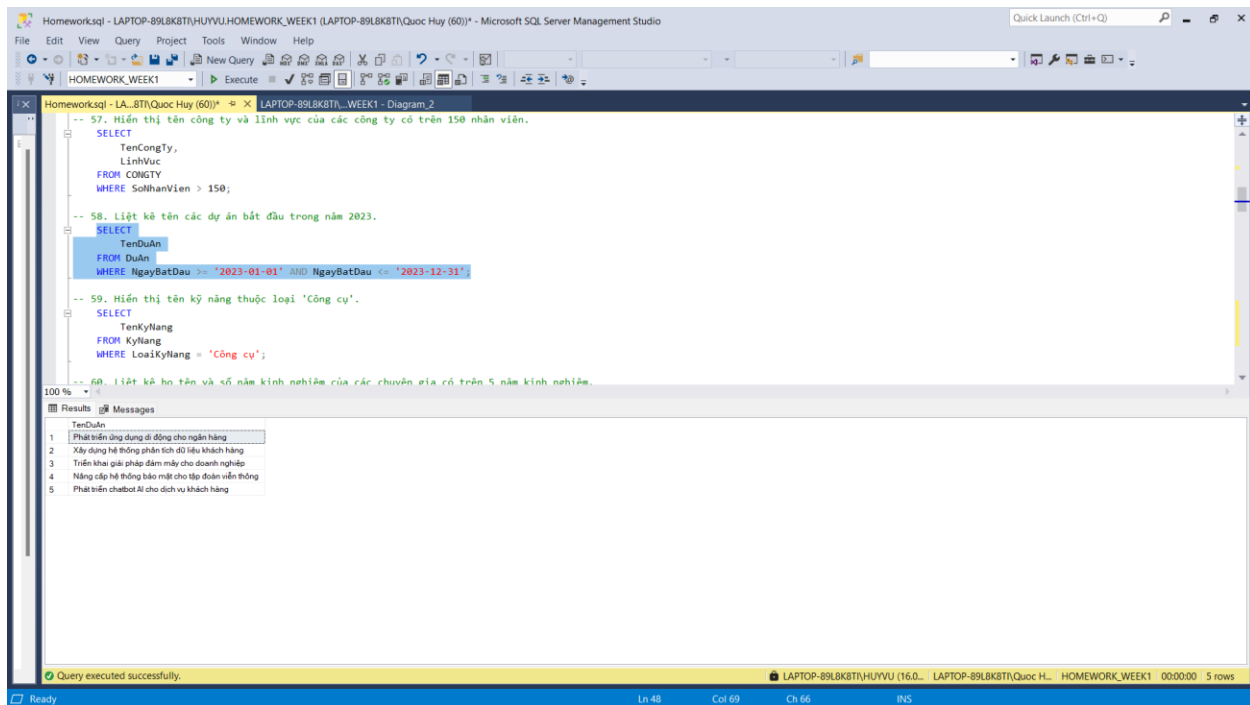 Homework.sql - LAPTOP-89L8K8TI\HUYVU.HOMEWORK_WEEK1 (LAPTOP-89L8K8TI\Quoc Huy (60))* - Microsoft SQL Server Management Studio
Quick Launch (Ctrl+Q)
File Edit View Query Project Tools Window Help
New Query
HOMEWORK_WEEK1 Execute
Homework.sql - LA...8TI\Quoc Huy (60))* LAPTOP-89L8K8TI\...WEEK1 - Diagram_2
-- 57. Hiển thị tên công ty và lĩnh vực của các công ty có trên 150 nhân viên.
SELECT
TenCongTy,
LinhVuc
FROM CONGTY
WHERE SoNhanVien > 150;
-- 58. Liệt kê tên các dự án bắt đầu trong năm 2023.
SELECT
TenDuAn
FROM DuAn
WHERE NgayBatDau >= '2023-01-01' AND NgayBatDau <= '2023-12-31';
-- 59. Hiển thị tên kỹ năng thuộc loại 'Công cụ'.
SELECT
TenKyNang
FROM KyNang
WHERE LoaiKyNang = 'Công cụ';
-- 60. Liệt kê họ tên và số năm kinh nghiệm của các chuyên gia có trên 5 năm kinh nghiệm.
100 %
Results Messages
TenDuAn
1 Phát triển ứng dụng di động cho ngân hàng
2 Xây dựng hệ thống phân tích dữ liệu khách hàng
3 Triển khai giải pháp đám mây cho doanh nghiệp
4 Nâng cấp hệ thống bảo mật cho tập đoàn viễn thông
5 Phát triển chatbot AI cho dịch vụ khách hàng
Query executed successfully.
LAPTOP-89L8K8TI\HUYVU (16.0... LAPTOP-89L8K8TI\Quoc H... HOMEWORK_WEEK1 00:00:00 5 rows
Ready Ln 48 Col 69 Ch 66 INS